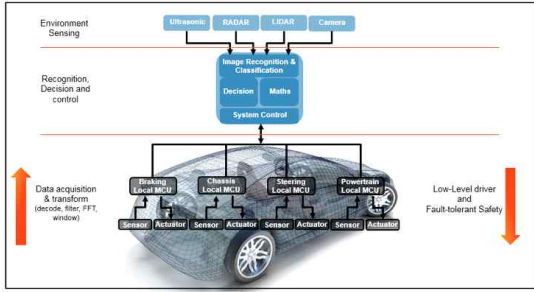 Environment
Sensing
Ultrasonic
RADAR
LIDAR
Camera
Image Recognition &
Classification
Recognition,
Decision and
control
Decision
Maths
System Control
Braking
Local MCU
Chassis
Local MCU
Steering
Local MCU
Powertrain
Local MCU
Data acquisition
& transform
(decode, filter, FFT,
window)
Low-Level driver
and
Fault-tolerant Safety
Sensor
Actuator
Sensor
Actuator
Sensor
Actuator
Sensor
Actuator